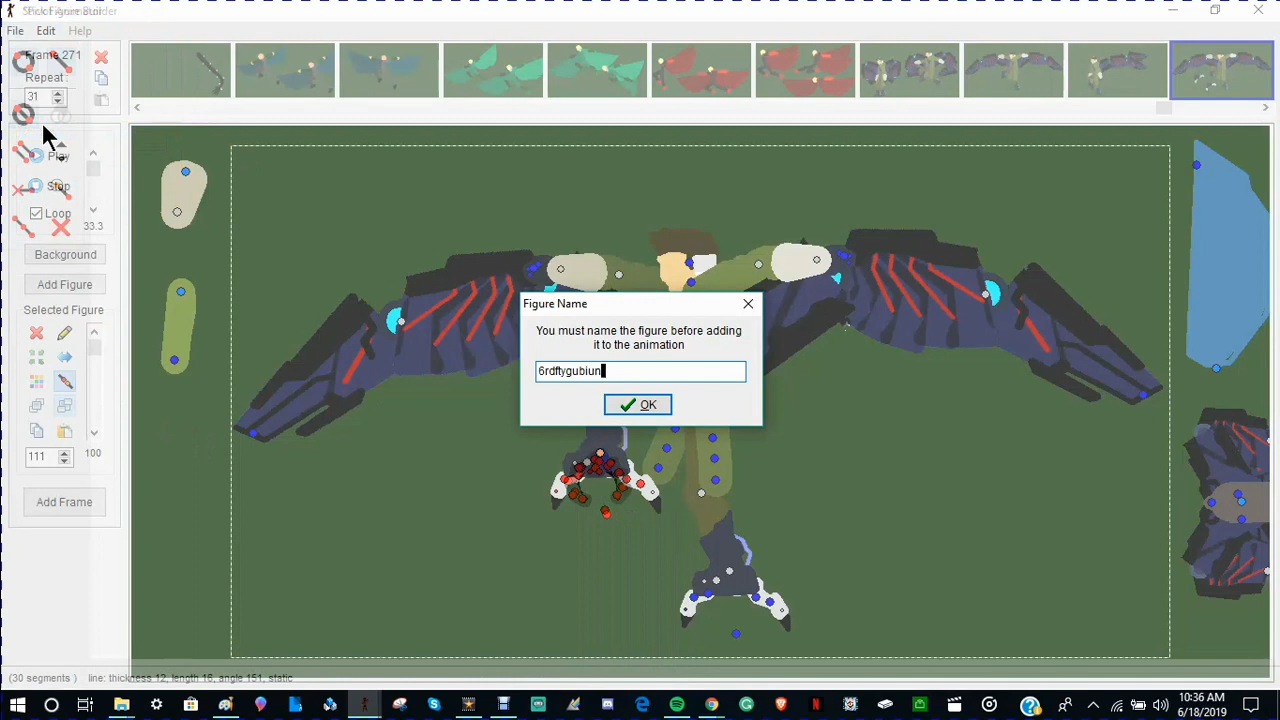 File Edit Help
Frame 271
Repeat:
31
Play
Stop
Loop
33.3
Background
Add Figure
Selected Figure
111
100
Add Frame
Figure Name
You must name the figure before adding
it to the animation
6rdftygubiun
OK
(30 segments) line: thickness 12, length 16, angle 151, static
10:36 AM
6/18/2019